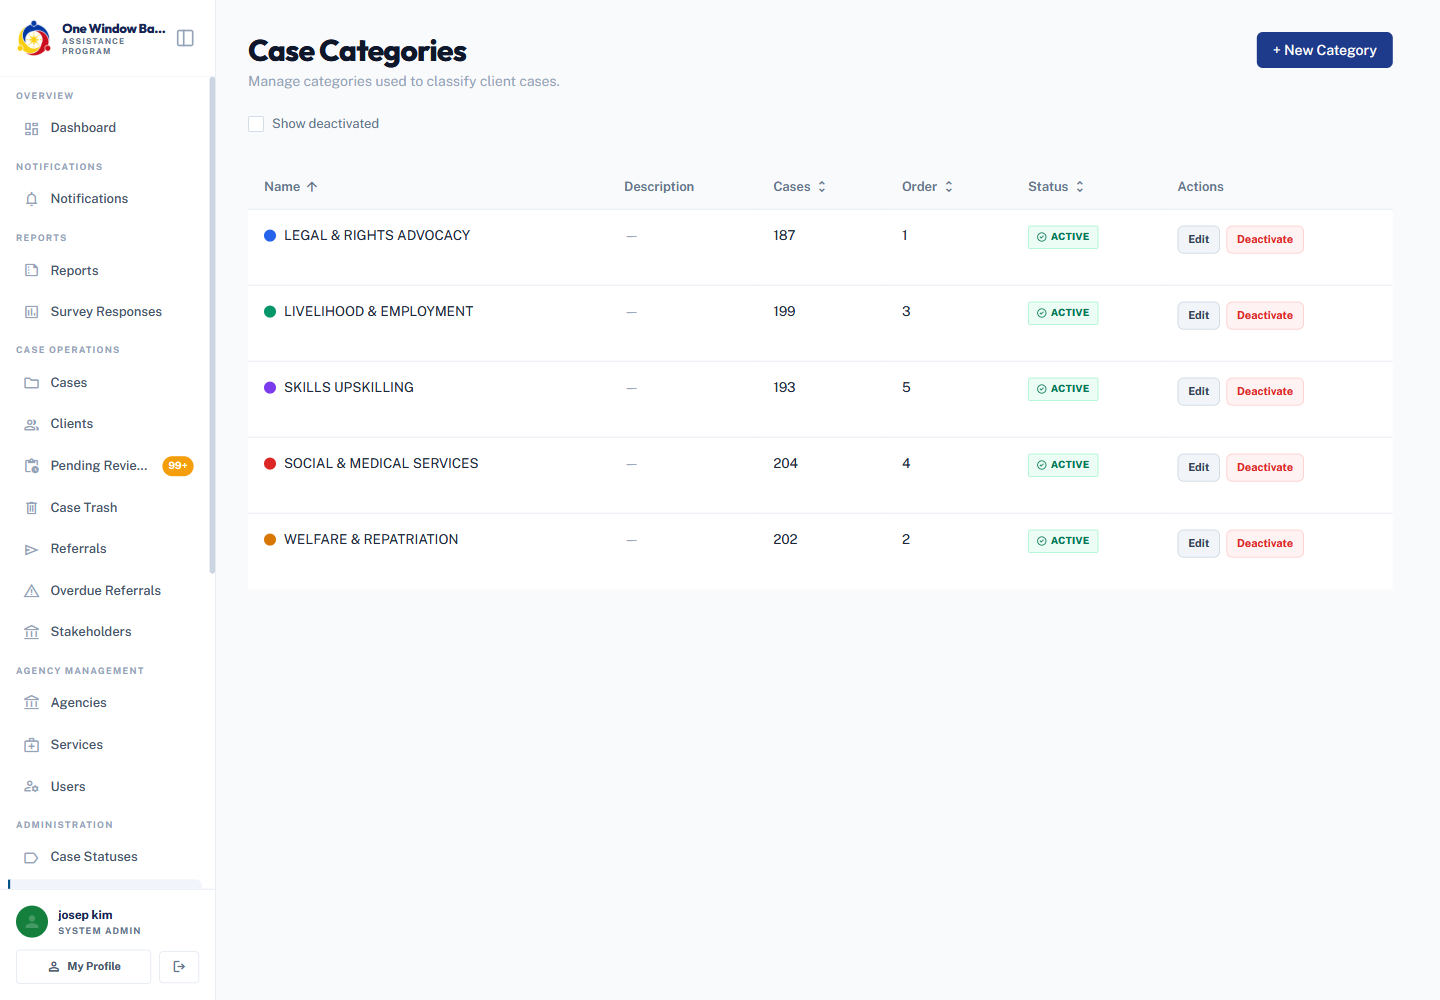 One Window Ba...
ASSISTANCE
PROGRAM
OVERVIEW
Dashboard
NOTIFICATIONS
Notifications
REPORTS
Reports
Survey Responses
CASE OPERATIONS
Cases
Clients
Pending Revie... 99+
Case Trash
Referrals
Overdue Referrals
Stakeholders
AGENCY MANAGEMENT
Agencies
Services
Users
ADMINISTRATION
Case Statuses
josep kim
SYSTEM ADMIN
My Profile
Case Categories
+ New Category
Manage categories used to classify client cases.
Show deactivated
Name Description Cases Order Status Actions
LEGAL & RIGHTS ADVOCACY — 187 1 ACTIVE Edit Deactivate
LIVELIHOOD & EMPLOYMENT — 199 3 ACTIVE Edit Deactivate
SKILLS UPSKILLING — 193 5 ACTIVE Edit Deactivate
SOCIAL & MEDICAL SERVICES — 204 4 ACTIVE Edit Deactivate
WELFARE & REPATRIATION — 202 2 ACTIVE Edit Deactivate